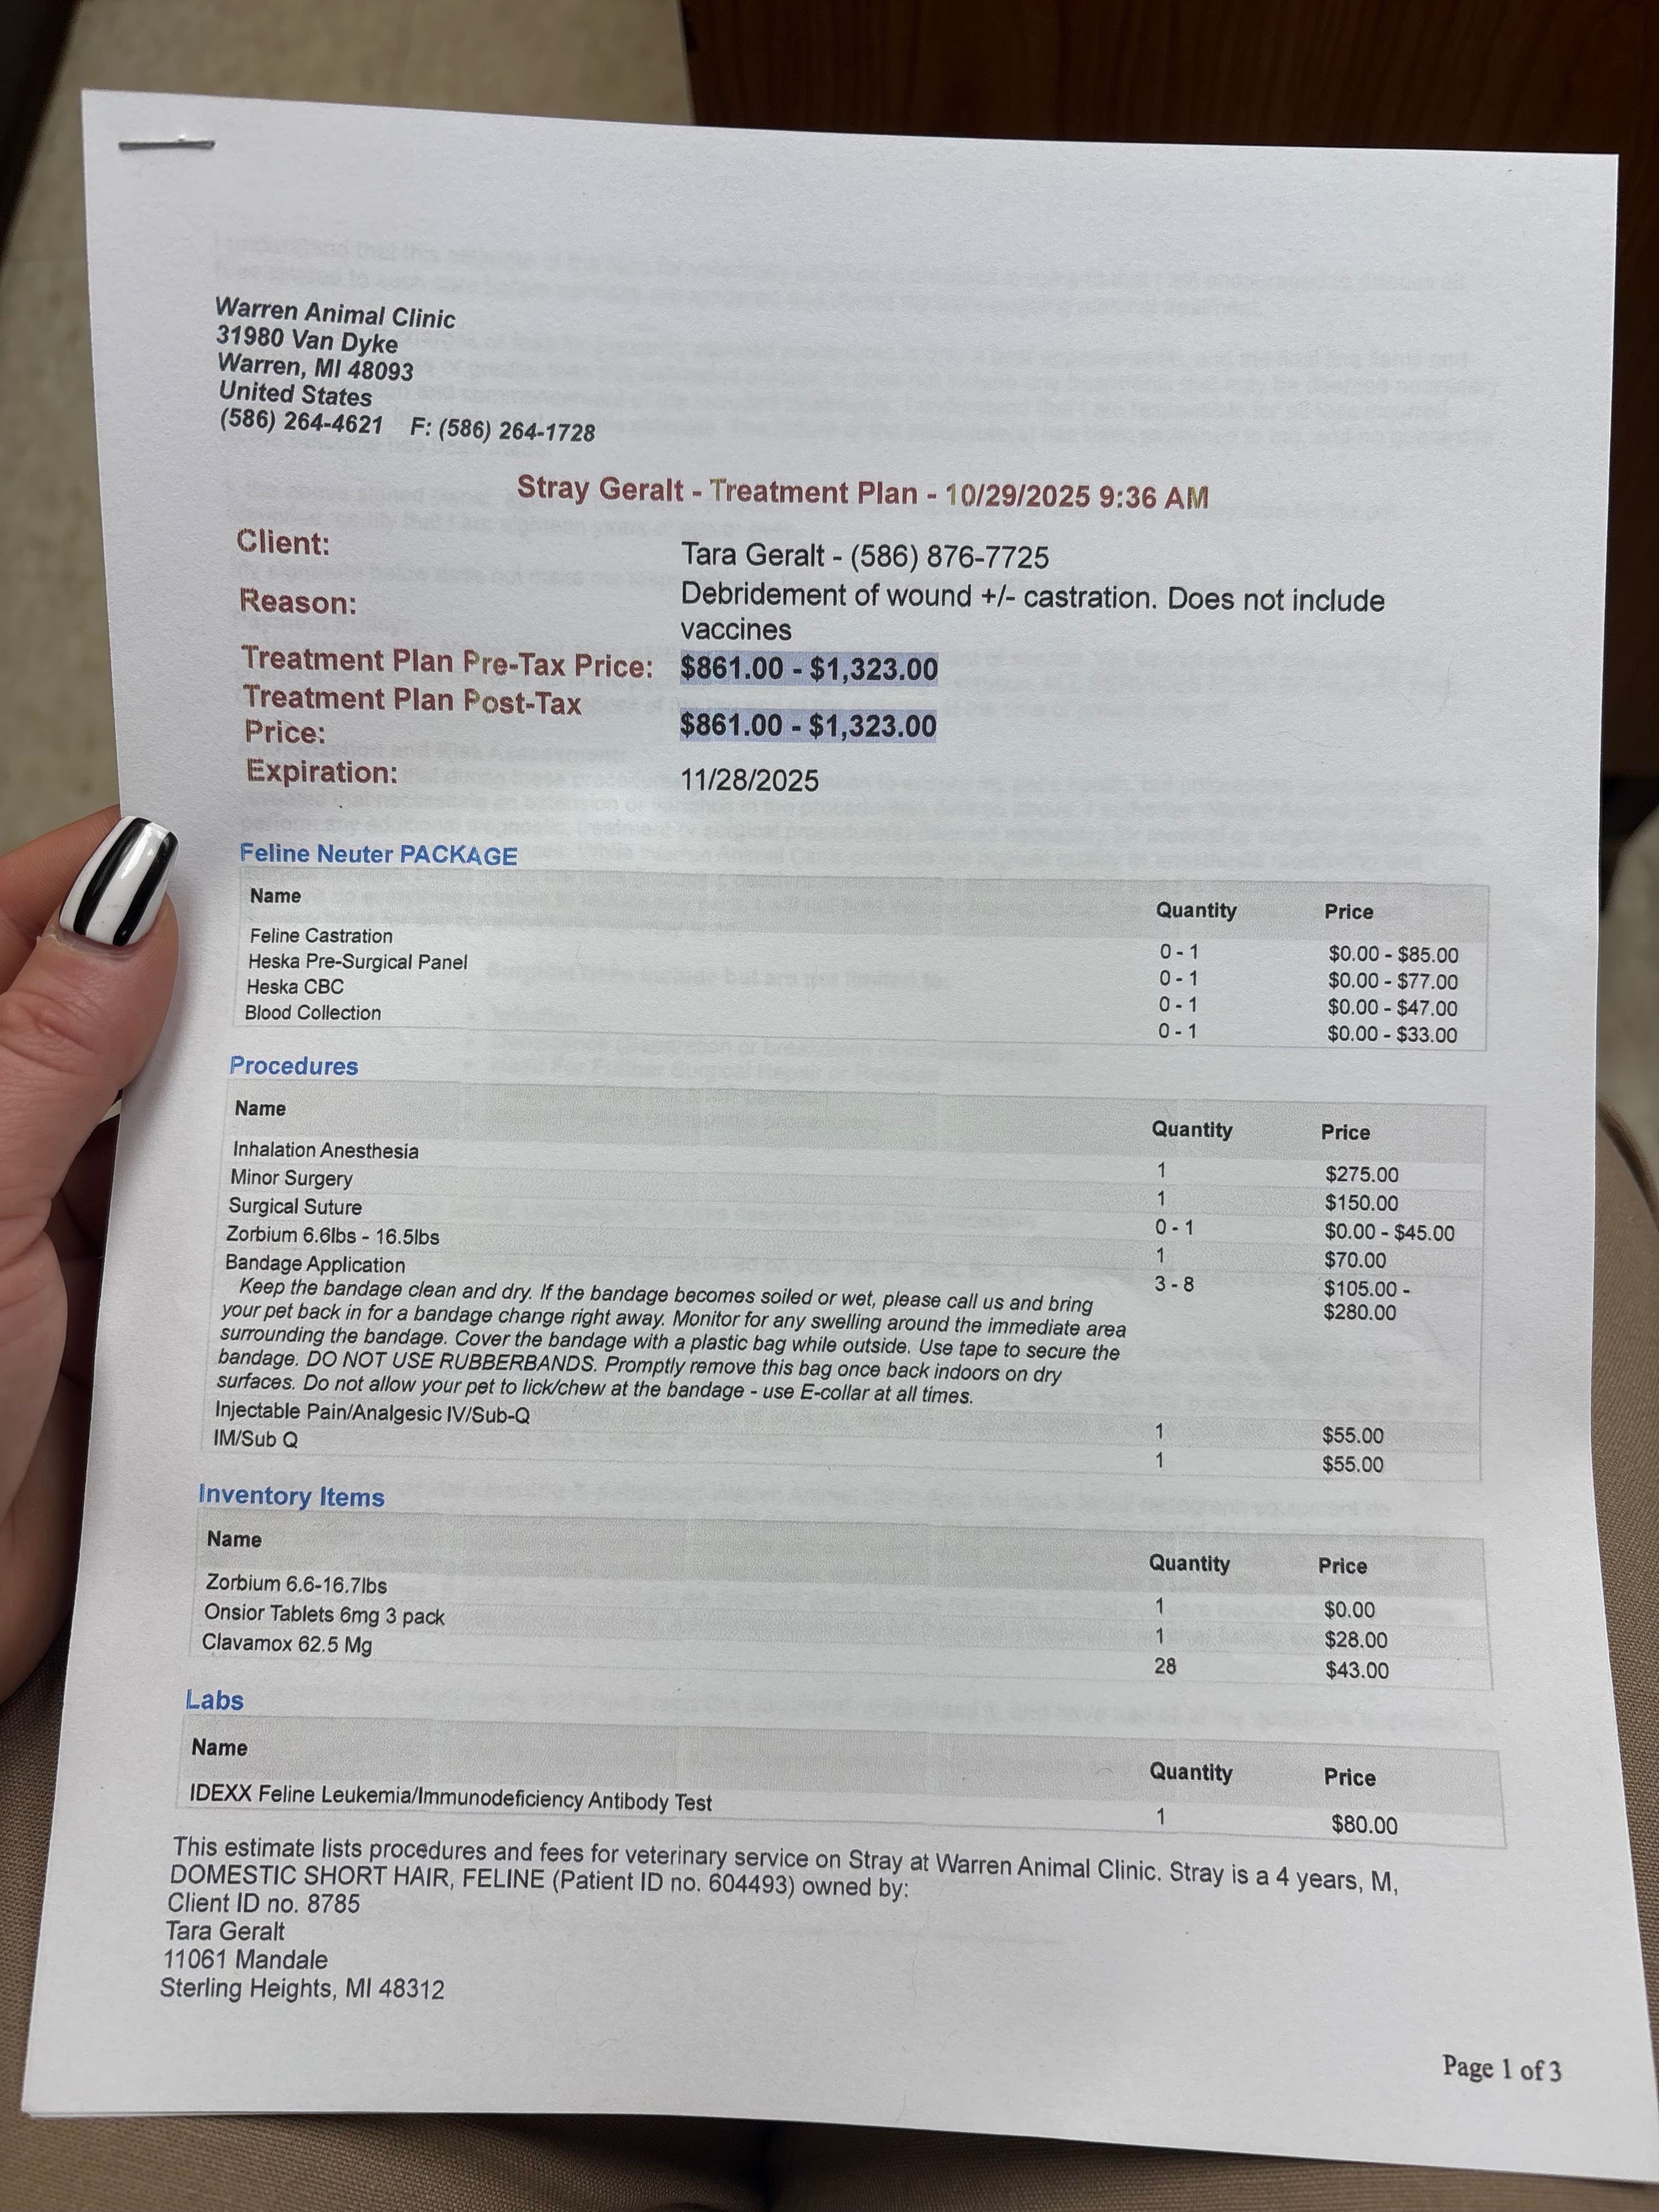 Warren Animal Clinic
31980 Van Dyke
Warren, MI 48093
United States
(586) 264-4621 F: (586) 264-1728
Stray Geralt - Treatment Plan - 10/29/2025 9:36 AM
Client: Tara Geralt - (586) 876-7725
Reason: Debridement of wound +/- castration. Does not include
vaccines
Treatment Plan Pre-Tax Price: $861.00 - $1,323.00
Treatment Plan Post-Tax
Price: $861.00 - $1,323.00
Expiration: 11/28/2025
Feline Neuter PACKAGE
Name Quantity Price
Feline Castration 0 - 1 $0.00 - $85.00
Heska Pre-Surgical Panel 0 - 1 $0.00 - $77.00
Heska CBC 0 - 1 $0.00 - $47.00
Blood Collection 0 - 1 $0.00 - $33.00
Procedures
Name Quantity Price
Inhalation Anesthesia 1 $275.00
Minor Surgery 1 $150.00
Surgical Suture 0 - 1 $0.00 - $45.00
Zorbium 6.6lbs - 16.5lbs 1 $70.00
Bandage Application 3 - 8 $105.00 -
$280.00
Keep the bandage clean and dry. If the bandage becomes soiled or wet, please call us and bring
your pet back in for a bandage change right away. Monitor for any swelling around the immediate area
surrounding the bandage. Cover the bandage with a plastic bag while outside. Use tape to secure the
bandage. DO NOT USE RUBBERBANDS. Promptly remove this bag once back indoors on dry
surfaces. Do not allow your pet to lick/chew at the bandage - use E-collar at all times.
Injectable Pain/Analgesic IV/Sub-Q 1 $55.00
IM/Sub Q 1 $55.00
Inventory Items
Name Quantity Price
Zorbium 6.6-16.7lbs 1 $0.00
Onsior Tablets 6mg 3 pack 1 $28.00
Clavamox 62.5 Mg 28 $43.00
Labs
Name Quantity Price
IDEXX Feline Leukemia/Immunodeficiency Antibody Test 1 $80.00
This estimate lists procedures and fees for veterinary service on Stray at Warren Animal Clinic. Stray is a 4 years, M,
DOMESTIC SHORT HAIR, FELINE (Patient ID no. 604493) owned by:
Client ID no. 8785
Tara Geralt
11061 Mandale
Sterling Heights, MI 48312
Page 1 of 3